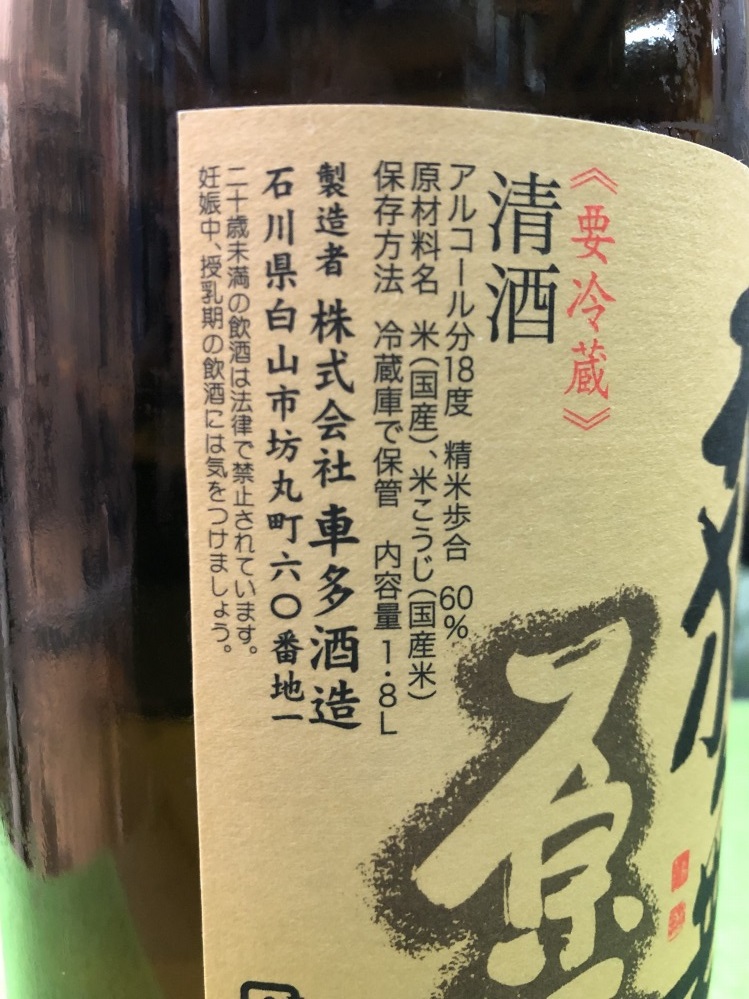 《要冷蔵》
清酒
アルコール分18度　精米歩合　60%
原材料名　米(国産)、米こうじ(国産米)
保存方法　冷蔵庫で保管　内容量 1・8L
製造者　株式会社　車多酒造
石川県白山市坊丸町六〇番地一
二十歳未満の飲酒は法律で禁止されています。
妊娠中、授乳期の飲酒には気をつけましょう。
原